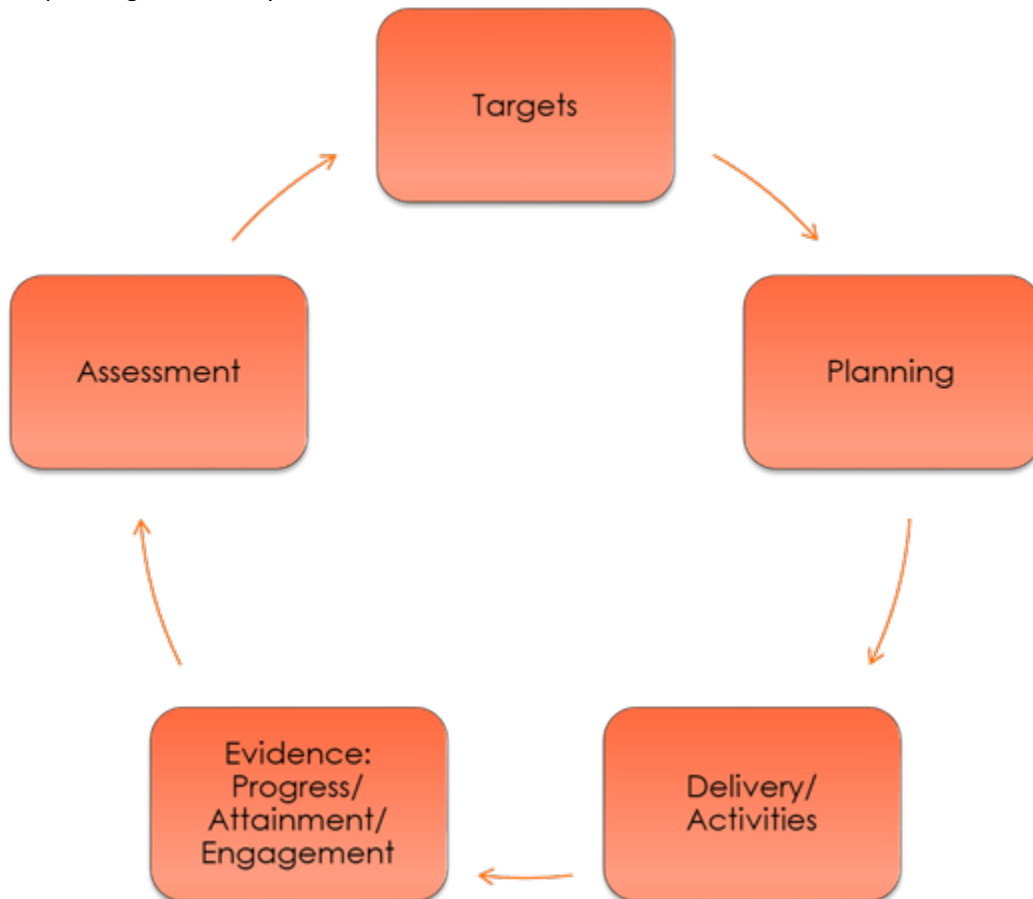 Targets
Assessment
Planning
Evidence:
Progress/
Attainment/
Engagement
Delivery/
Activities